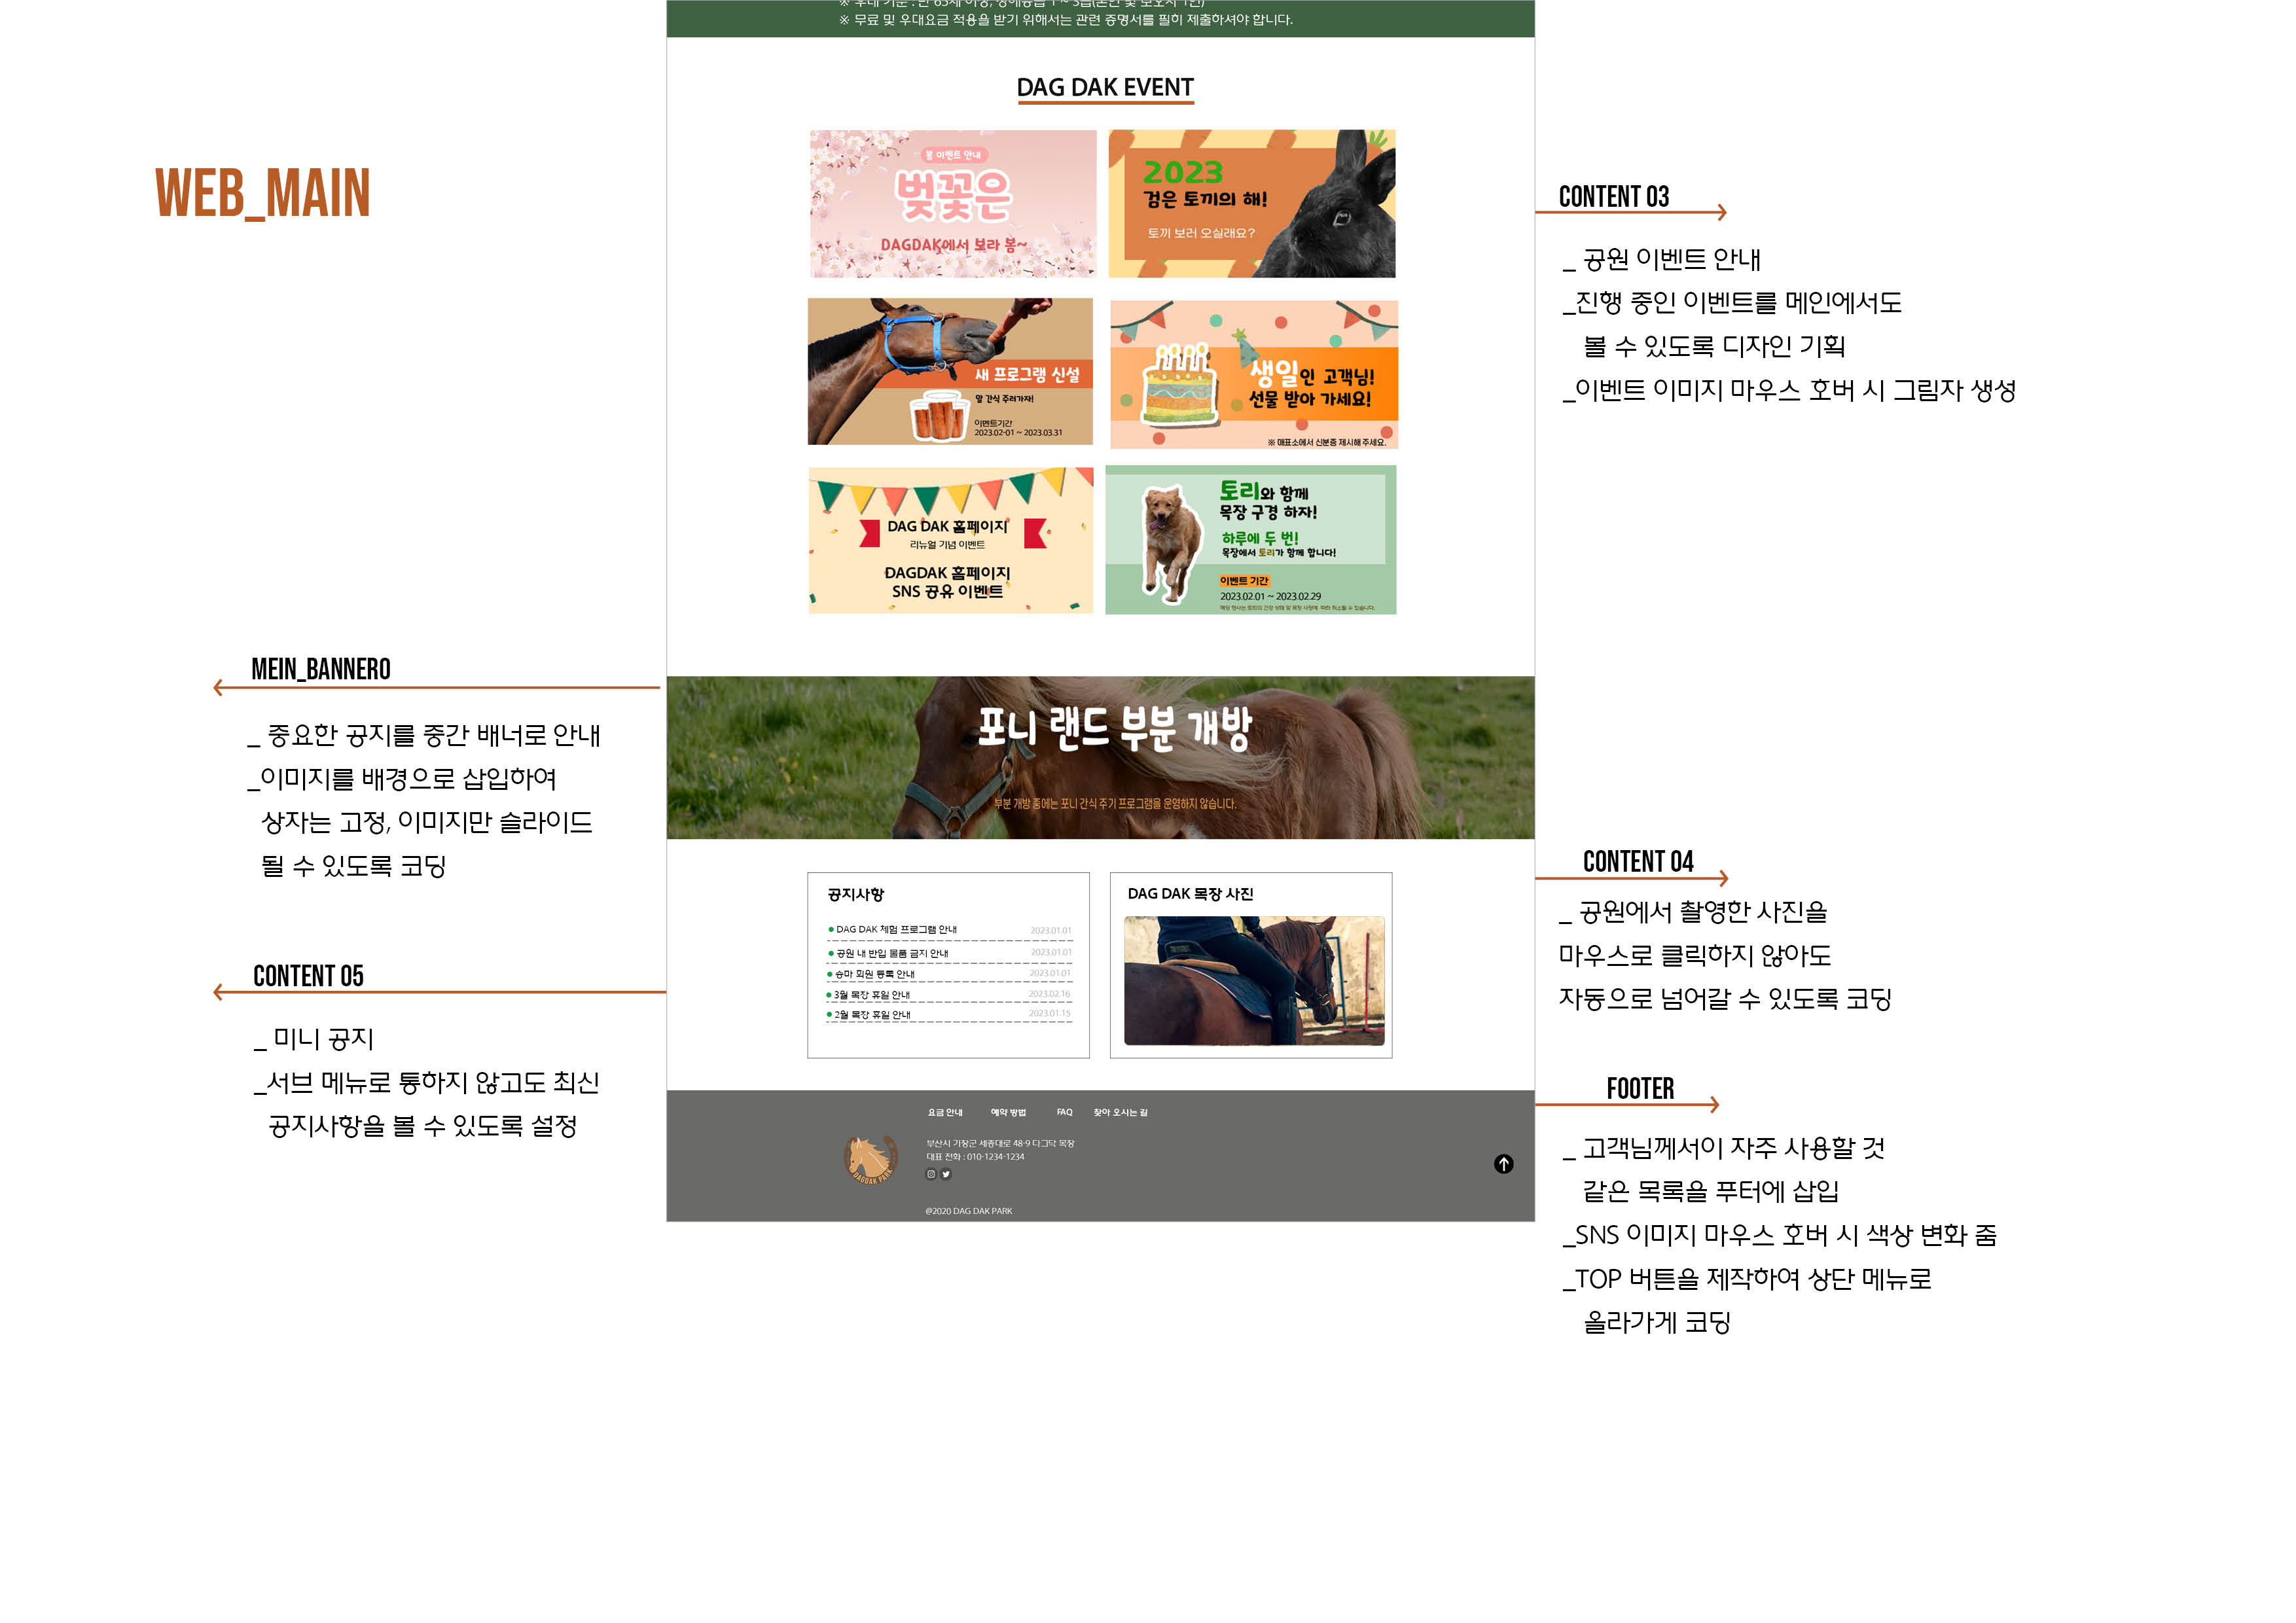 ※ 우대 기준 : 만 65세 이상, 장애등급 1 ~ 3급(본인 및 보호자 1인)
※ 무료 및 우대요금 적용을 받기 위해서는 관련 증명서를 필히 제출하셔야 합니다.
WEB_MAIN
DAG DAK EVENT
봄 이벤트 안내
벚꽃은
DAGDAK에서 보라 봄~
2023
검은 토끼의 해!
토끼 보러 오실래요?
새 프로그램 신설
말 간식 주러가자!
이벤트기간
2023.02-01 ~ 2023.03.31
생일인 고객님!
선물 받아 가세요!
※ 매표소에서 신분증 제시해 주세요.
DAG DAK 홈페이지
리뉴얼 기념 이벤트
DAGDAK 홈페이지
SNS 공유 이벤트
토리와 함께
목장 구경 하자!
하루에 두 번!
목장에서 토리가 함께 합니다!
이벤트 기간
2023.02.01 ~ 2023.02.29
해당 행사는 토리의 건강 상태 및 목장 사정에 따라 취소될 수 있습니다.
CONTENT 03
_ 공원 이벤트 안내
_진행 중인 이벤트를 메인에서도
볼 수 있도록 디자인 기획
_이벤트 이미지 마우스 호버 시 그림자 생성
MEIN_BANNER0
_ 중요한 공지를 중간 배너로 안내
_이미지를 배경으로 삽입하여
상자는 고정, 이미지만 슬라이드
될 수 있도록 코딩
포니 랜드 부분 개방
부분 개방 중에는 포니 간식 주기 프로그램을 운영하지 않습니다.
CONTENT 04
_ 공원에서 촬영한 사진을
마우스로 클릭하지 않아도
자동으로 넘어갈 수 있도록 코딩
CONTENT 05
_ 미니 공지
_서브 메뉴로 통하지 않고도 최신
공지사항을 볼 수 있도록 설정
공지사항
DAG DAK 체험 프로그램 안내 2023.01.01
공원 내 반입 물품 금지 안내 2023.01.01
승마 회원 등록 안내 2023.01.01
3월 목장 휴일 안내 2023.02.16
2월 목장 휴일 안내 2023.01.15
DAG DAK 목장 사진
FOOTER
_ 고객님께서이 자주 사용할 것
같은 목록을 푸터에 삽입
_SNS 이미지 마우스 호버 시 색상 변화 줌
_TOP 버튼을 제작하여 상단 메뉴로
올라가게 코딩
요금 안내 예약 방법 FAQ 찾아 오시는 길
부산시 기장군 세종대로 48-9 다그닥 목장
대표 전화 : 010-1234-1234
DAGDAK PARK
@2020 DAG DAK PARK